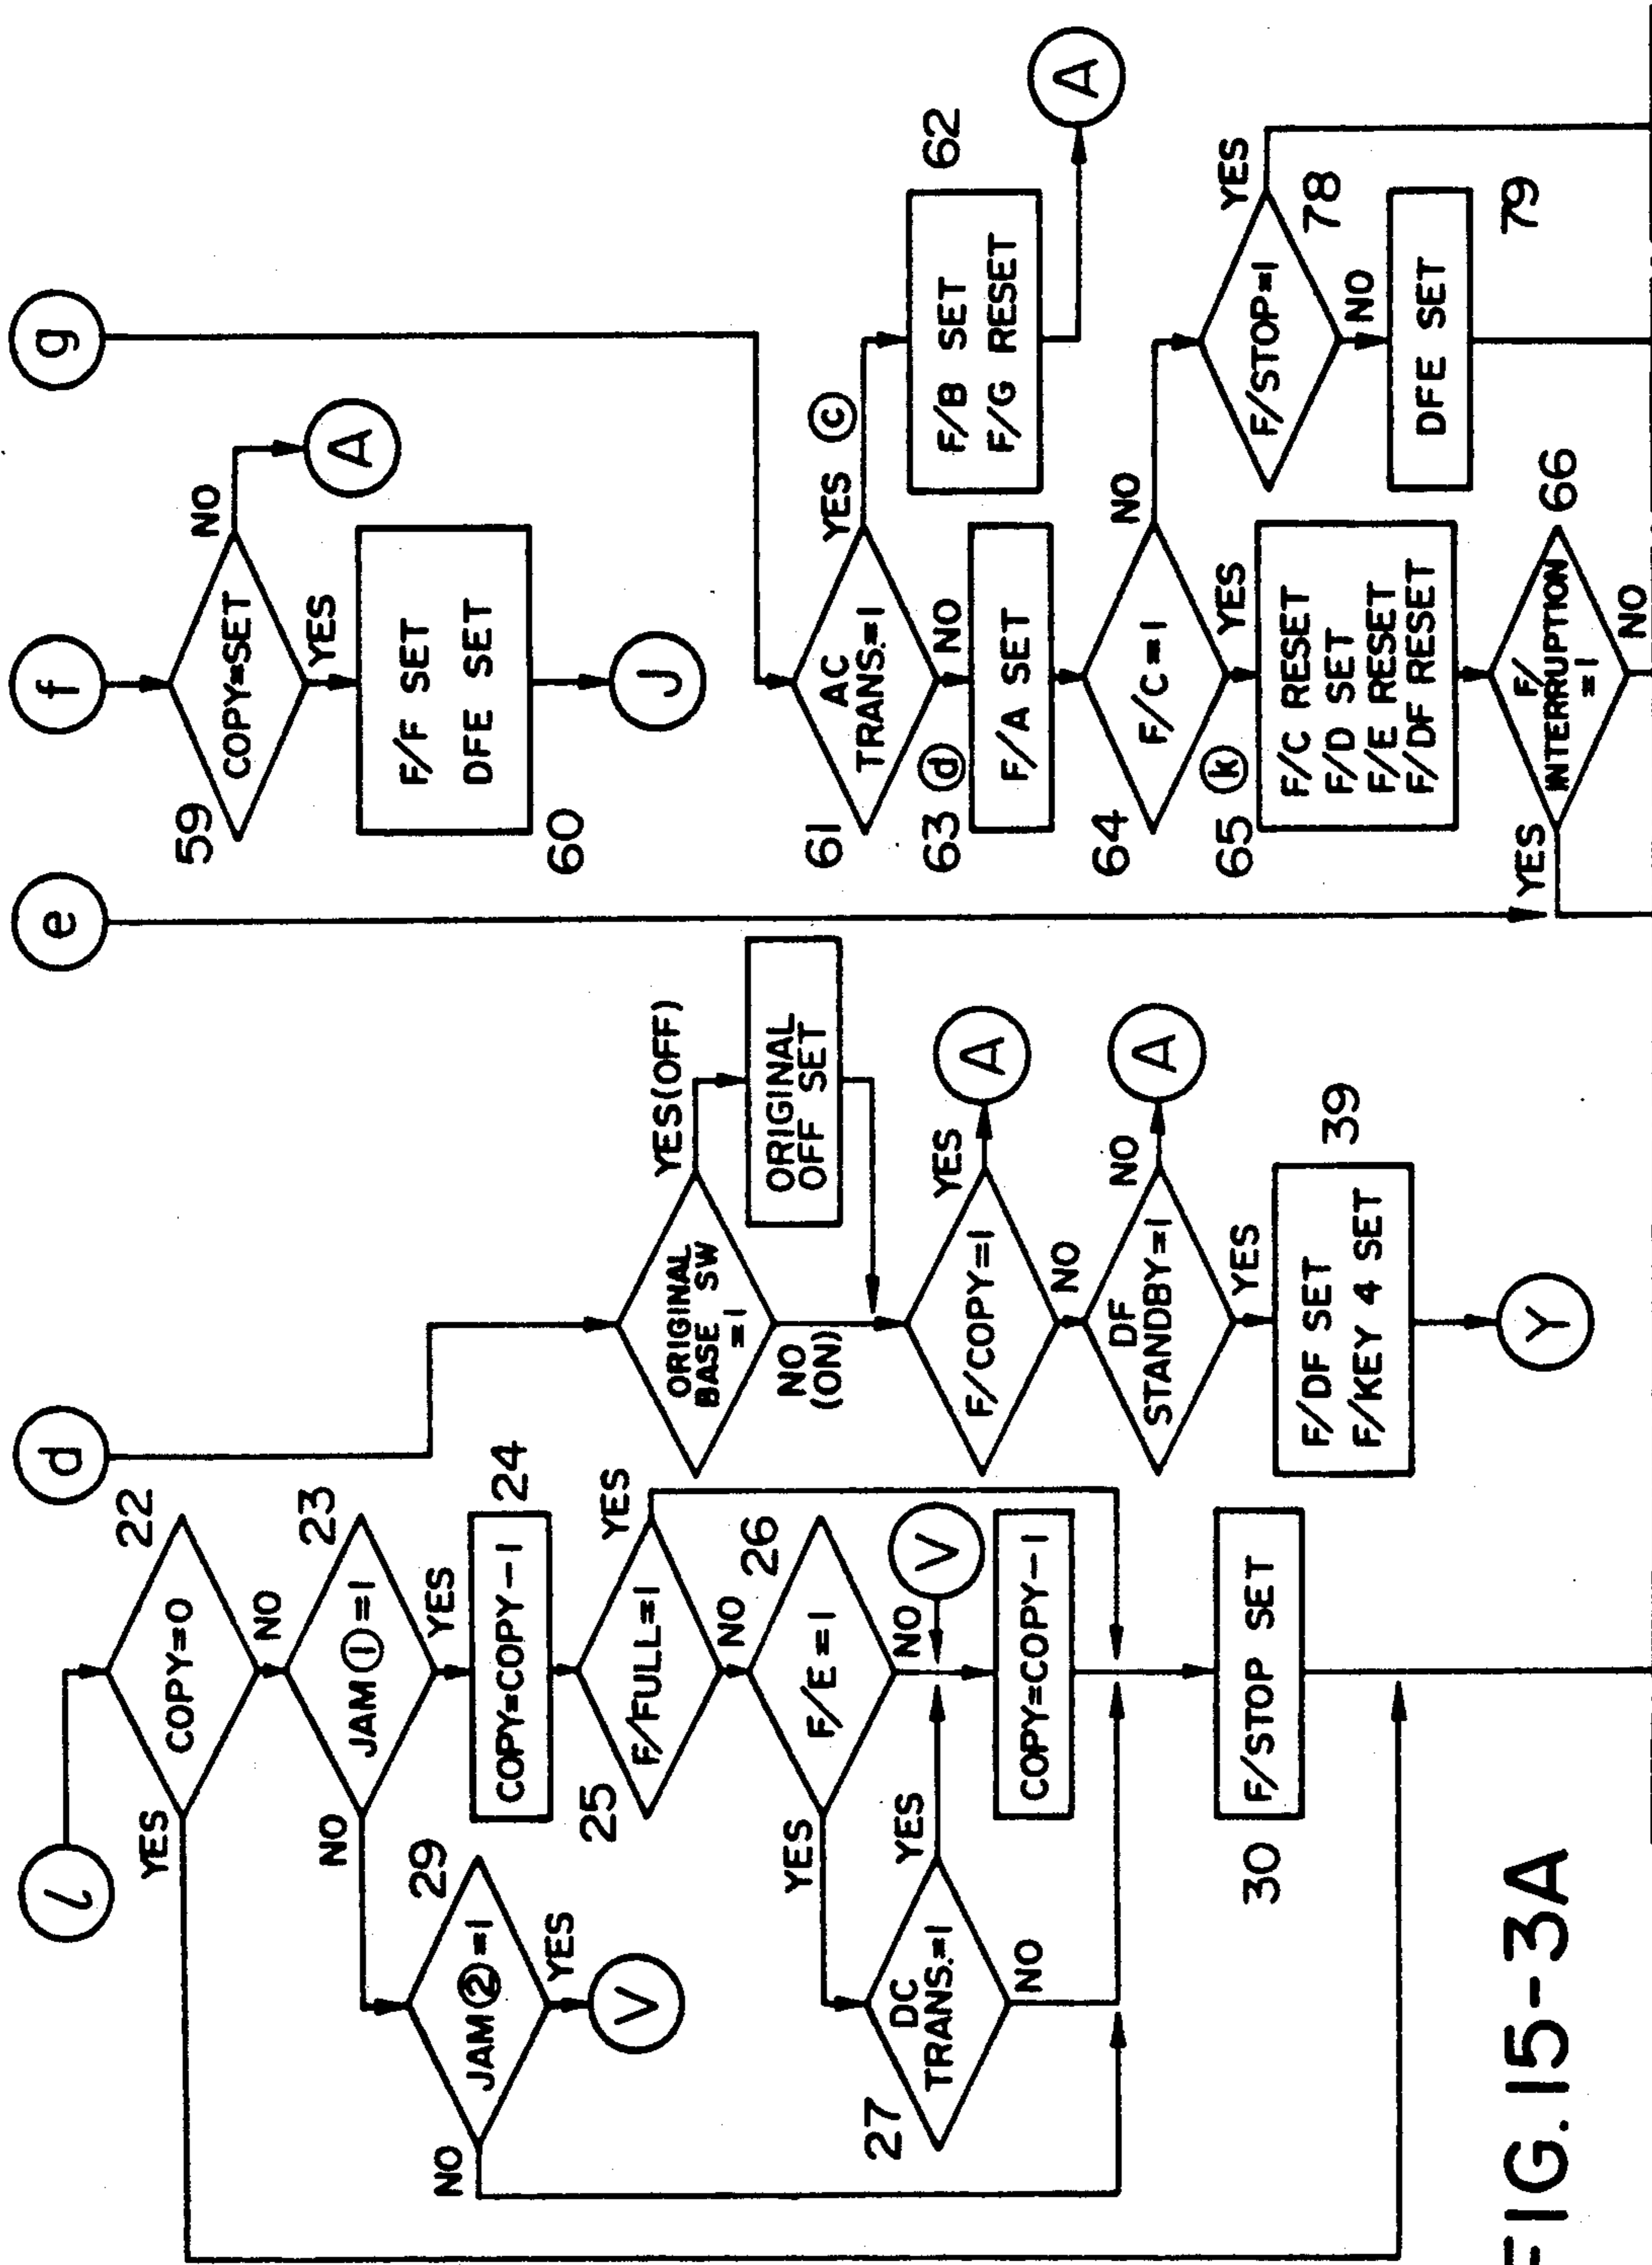 l
22
COPY=0
YES
NO
23
JAM①=1
NO
YES
29
JAM②=1
NO
YES
V
24
COPY=COPY-1
25
F/FULL=1
YES
NO
26
F/E=1
YES
NO
V
27
DC
TRANS.=1
YES
NO
COPY=COPY-1
30
F/STOP SET
d
ORIGINAL
BASE SW
=1
YES(OFF)
NO
(ON)
ORIGINAL
OFF SET
F/COPY=1
YES
A
NO
DF
STANDBY=1
NO
A
YES
39
F/DF SET
F/KEY 4 SET
Y
e
f
59
COPY=SET
NO
A
YES
F/F SET
DFE SET
60
J
g
61
AC
TRANS.=1
YES
ⓒ
NO
62
F/B SET
F/G RESET
A
63
ⓓ
F/A SET
64
F/C=1
NO
YES
65
ⓚ
F/C RESET
F/D SET
F/E RESET
F/DF RESET
66
F/
INTERRUPTION
=1
YES
NO
F/STOP=1
YES
78
NO
DFE SET
79
FIG. 15-3A